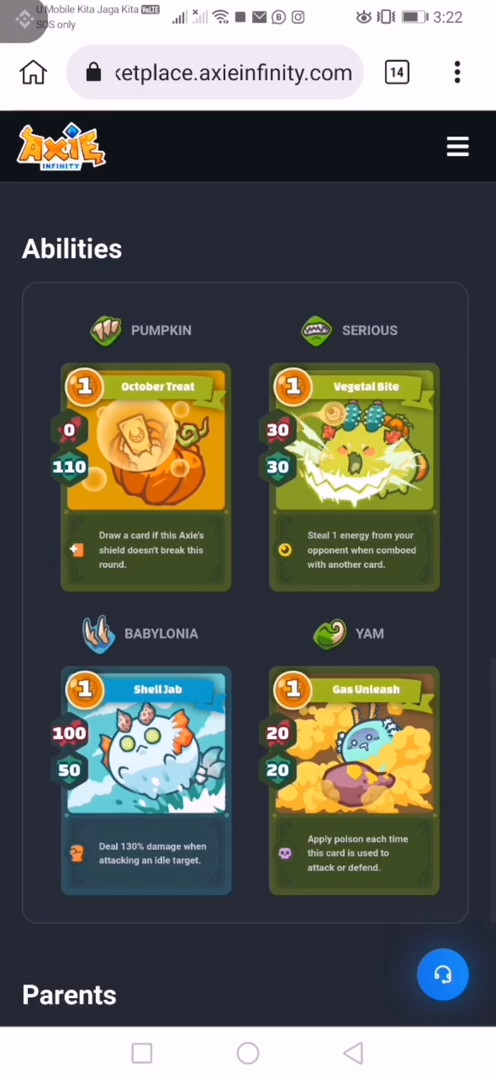 U Mobile Kita Jaga Kita VoLTE
SOS only
3:22
ketplace.axieinfinity.com
14
AXIE
INFINITY
Abilities
PUMPKIN
SERIOUS
1 October Treat
0
110
Draw a card if this Axie's
shield doesn't break this
round.
1 Vegetal Bite
30
30
Steal 1 energy from your
opponent when comboed
with another card.
BABYLONIA
YAM
1 Shell Jab
100
50
Deal 130% damage when
attacking an idle target.
1 Gas Unleash
20
20
Apply poison each time
this card is used to
attack or defend.
Parents